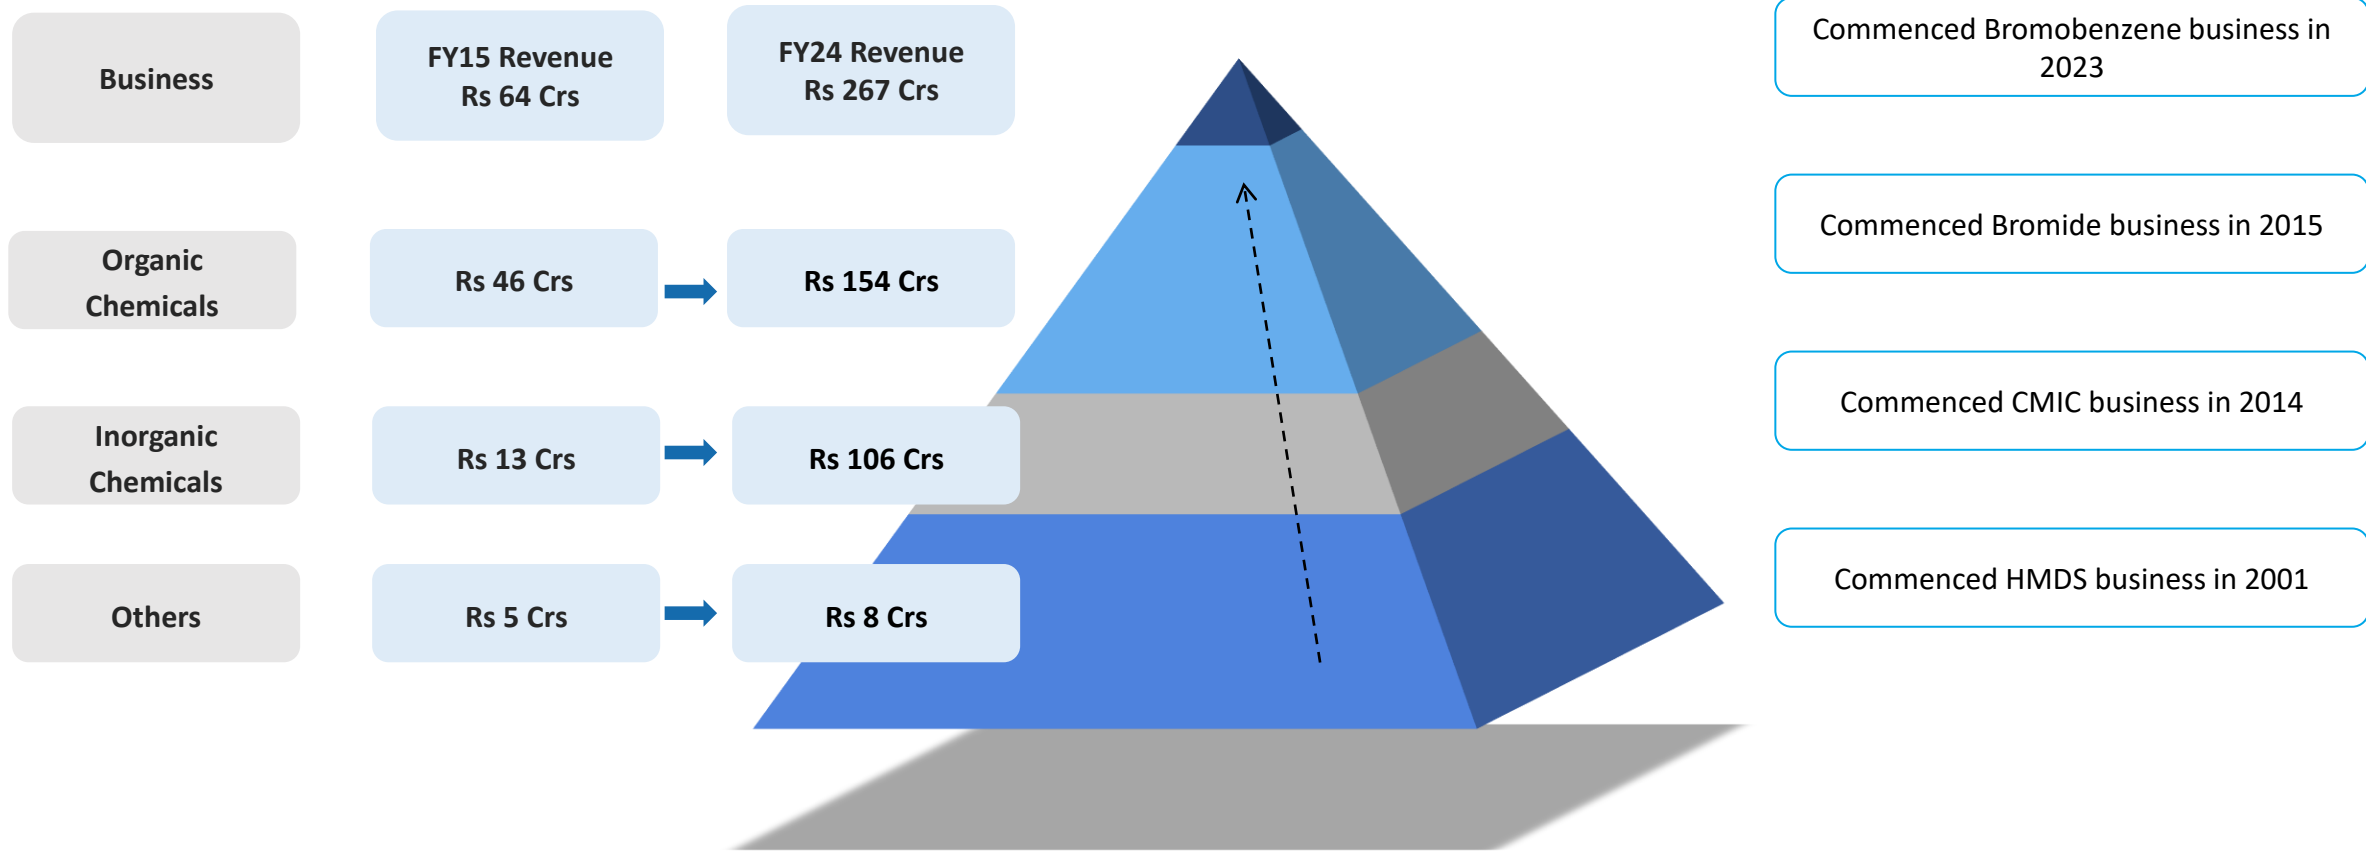 Business
FY15 Revenue
Rs 64 Crs
FY24 Revenue
Rs 267 Crs
Commenced Bromobenzene business in
2023
Organic
Chemicals
Rs 46 Crs
Rs 154 Crs
Commenced Bromide business in 2015
Inorganic
Chemicals
Rs 13 Crs
Rs 106 Crs
Commenced CMIC business in 2014
Others
Rs 5 Crs
Rs 8 Crs
Commenced HMDS business in 2001